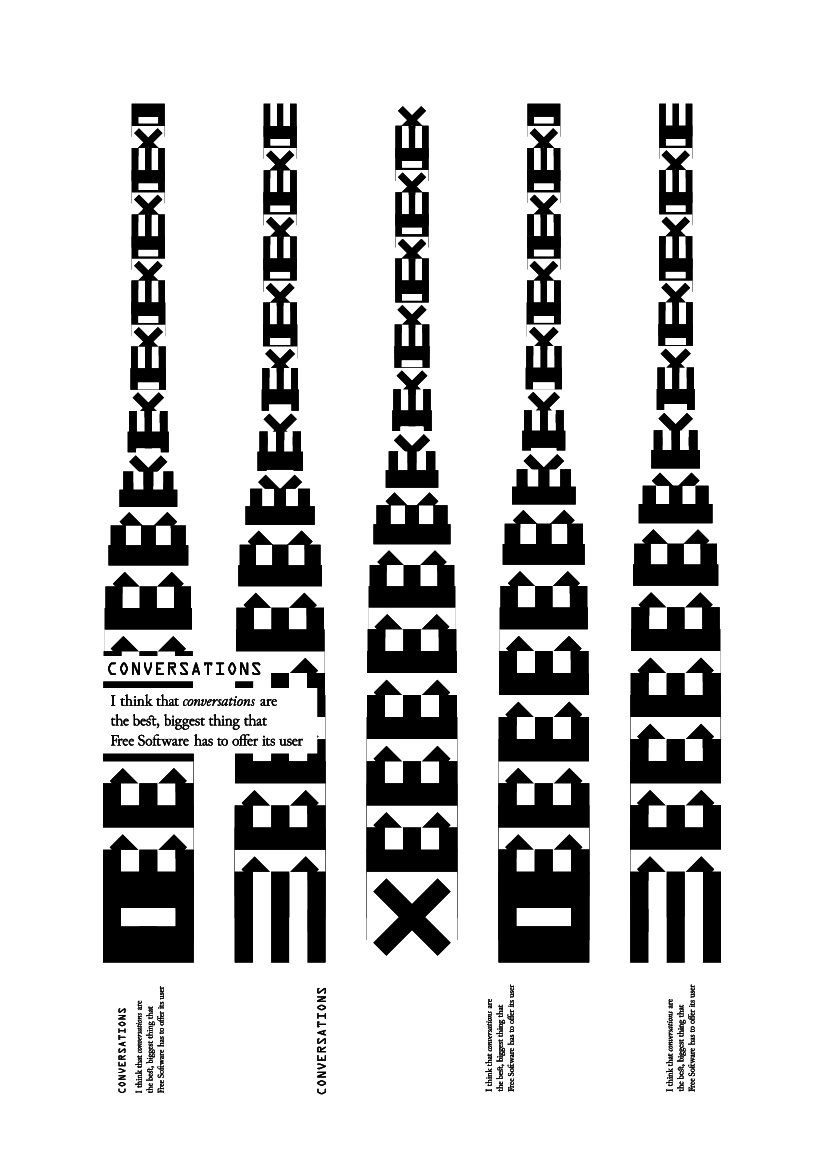 CONVERSATIONS
I think that conversations are
the best, biggest thing that
Free Software has to offer its user
CONVERSATIONS
I think that conversations are
the best, biggest thing that
Free Software has to offer its user
CONVERSATIONS
I think that conversations are
the best, biggest thing that
Free Software has to offer its user
I think that conversations are
the best, biggest thing that
Free Software has to offer its user